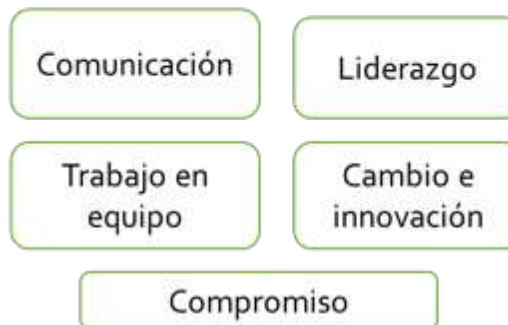 Comunicación
Liderazgo
Trabajo en
equipo
Cambio e
innovación
Compromiso